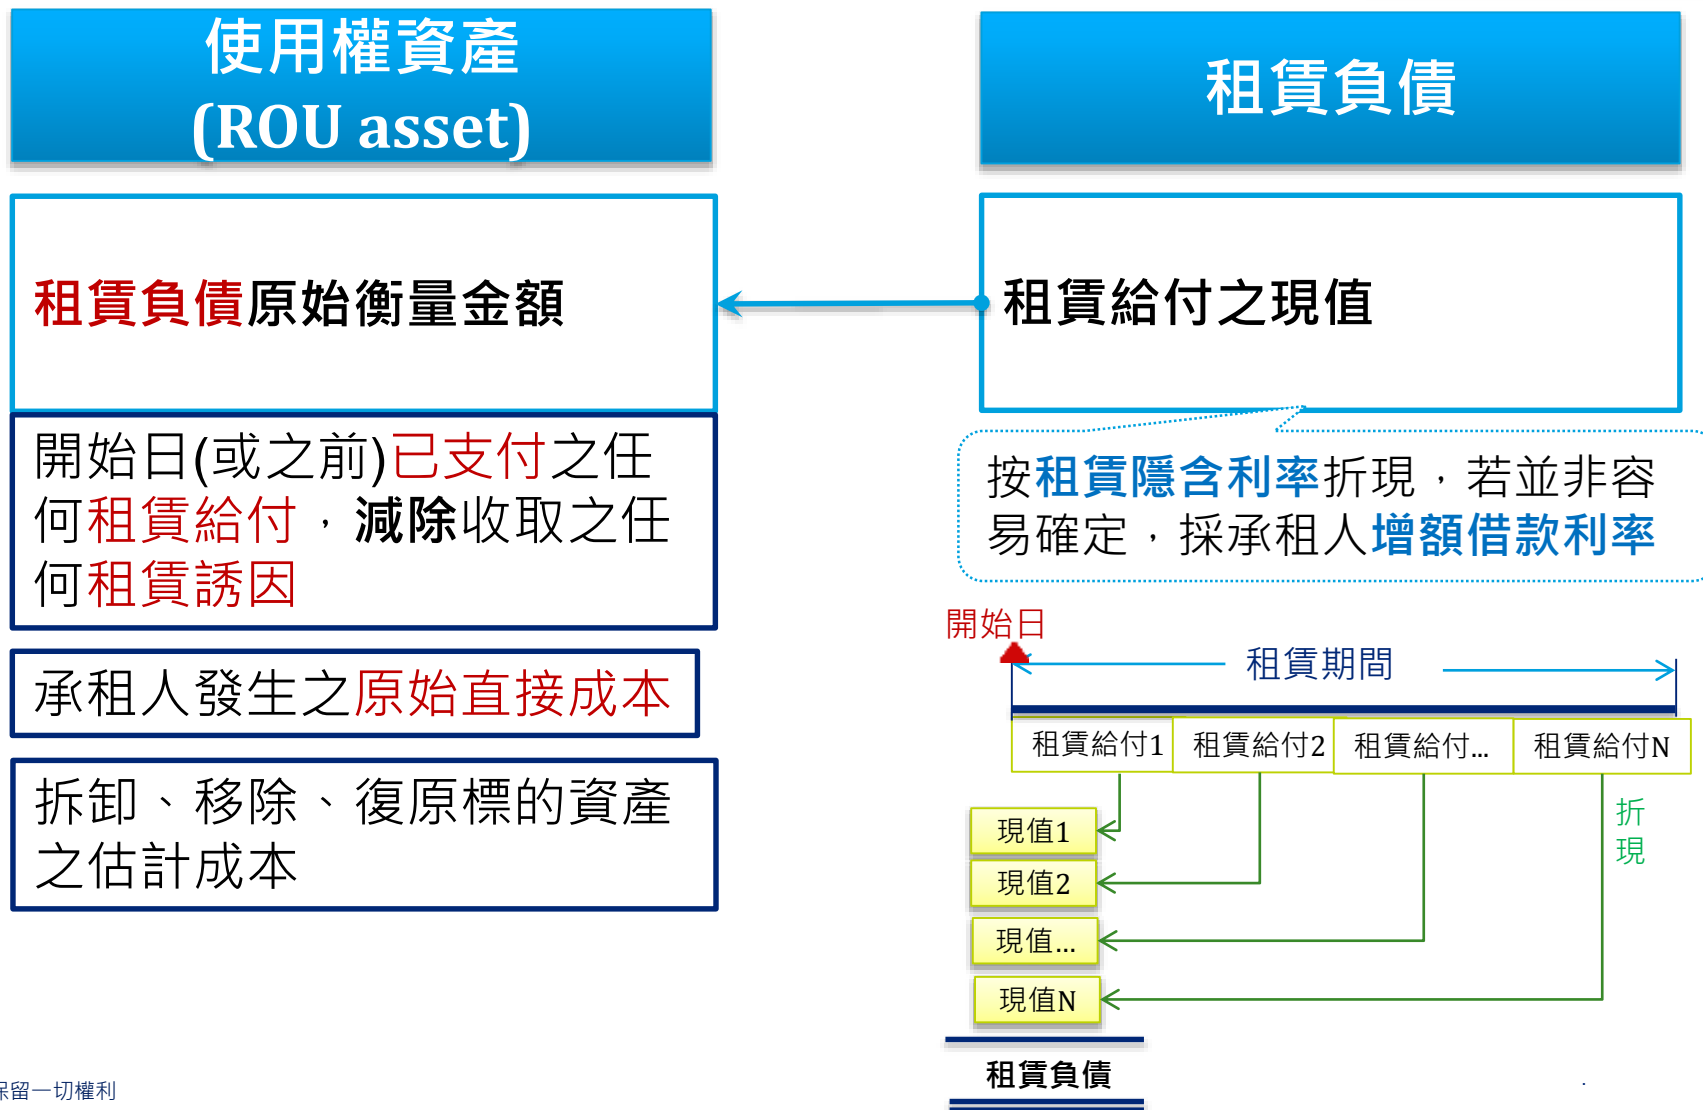 使用權資產
(ROU asset)
租賃負債原始衡量金額
開始日(或之前)已支付之任
何租賃給付，減除收取之任
何租賃誘因
承租人發生之原始直接成本
拆卸、移除、復原標的資產
之估計成本
租賃負債
租賃給付之現值
按租賃隱含利率折現，若並非容
易確定，採承租人增額借款利率
開始日
租賃期間
租賃給付1
租賃給付2
租賃給付...
租賃給付N
折
現
現值1
現值2
現值...
現值N
租賃負債
保留一切權利